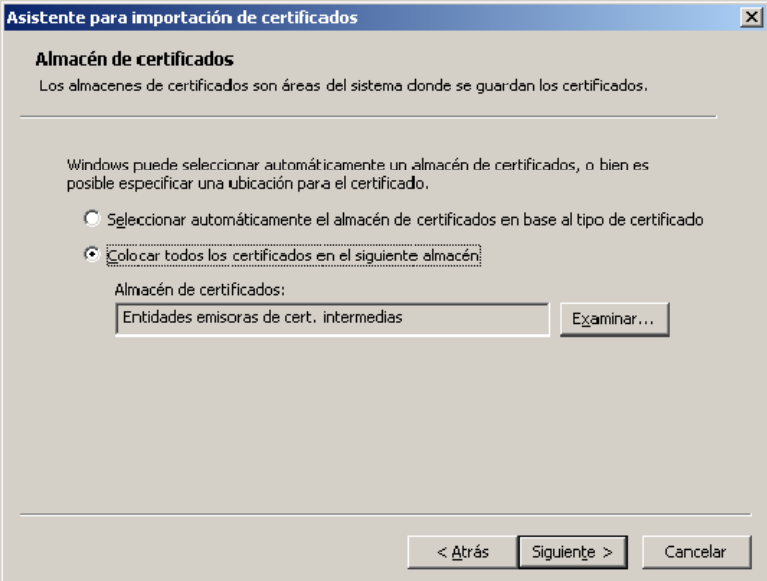 Asistente para importación de certificados
Almacén de certificados
Los almacenes de certificados son áreas del sistema donde se guardan los certificados.
Windows puede seleccionar automáticamente un almacén de certificados, o bien es
posible especificar una ubicación para el certificado.
Seleccionar automáticamente el almacén de certificados en base al tipo de certificado
Colocar todos los certificados en el siguiente almacén
Almacén de certificados:
Entidades emisoras de cert. intermedias
Examinar...
< Atrás
Siguiente >
Cancelar